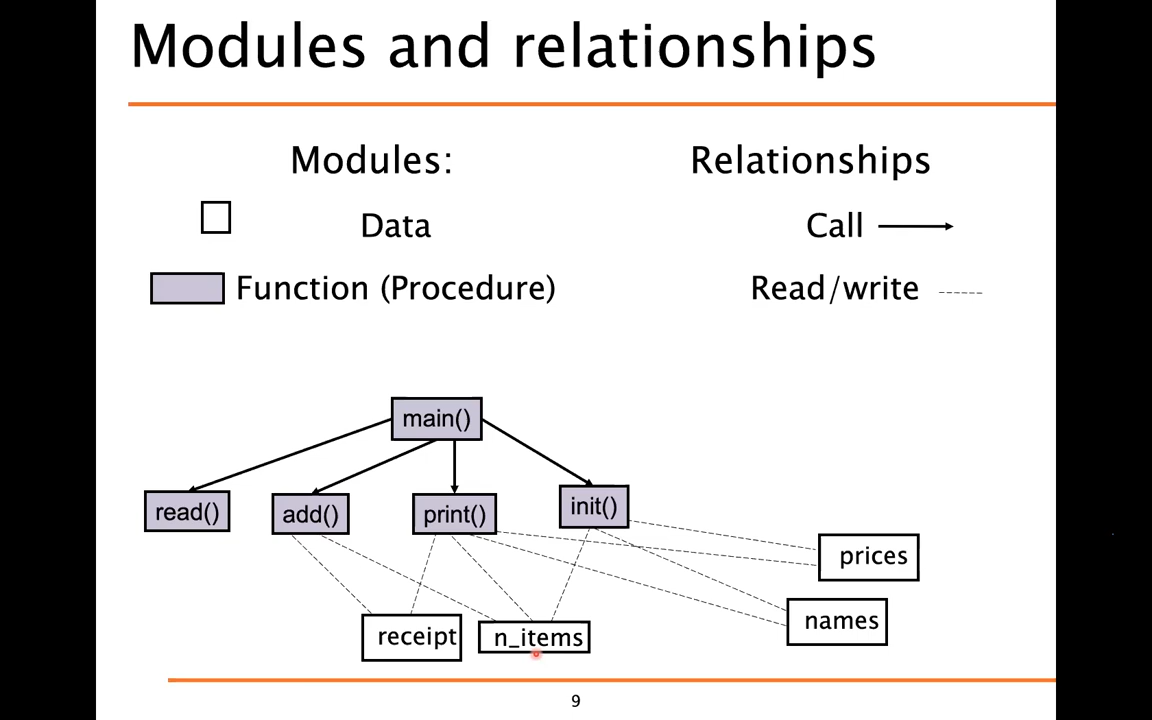 Modules and relationships
Modules:
Relationships
Data
Call
Function (Procedure)
Read/write
main()
read()
add()
print()
init()
prices
names
receipt
n_items
9